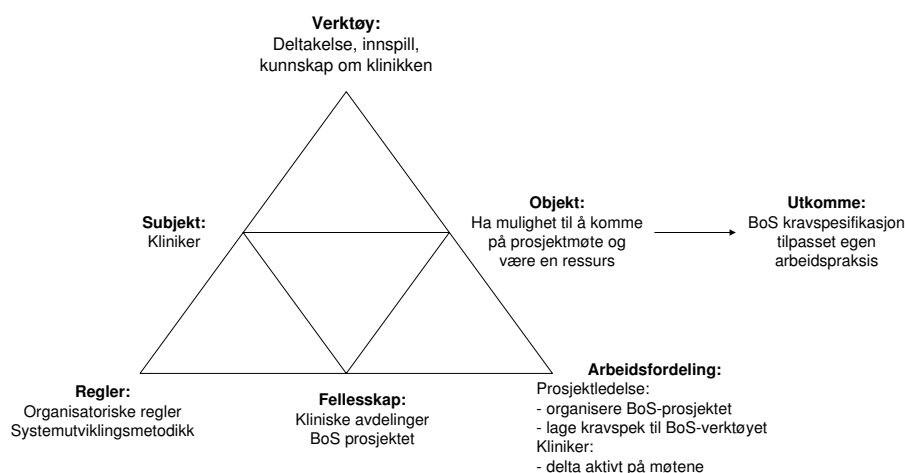 Verktøy:
Deltakelse, innspill,
kunnskap om klinikken
Subjekt:
Kliniker
Objekt:
Ha mulighet til å komme
på prosjektmøte og
være en ressurs
Utkomme:
BoS kravspesifikasjon
tilpasset egen
arbeidspraksis
Regler:
Organisatoriske regler
Systemutviklingsmetodikk
Fellesskap:
Kliniske avdelinger
BoS prosjektet
Arbeidsfordeling:
Prosjektledelse:
- organisere BoS-prosjektet
- lage kravspek til BoS-verktøyet
Kliniker:
- delta aktivt på møtene